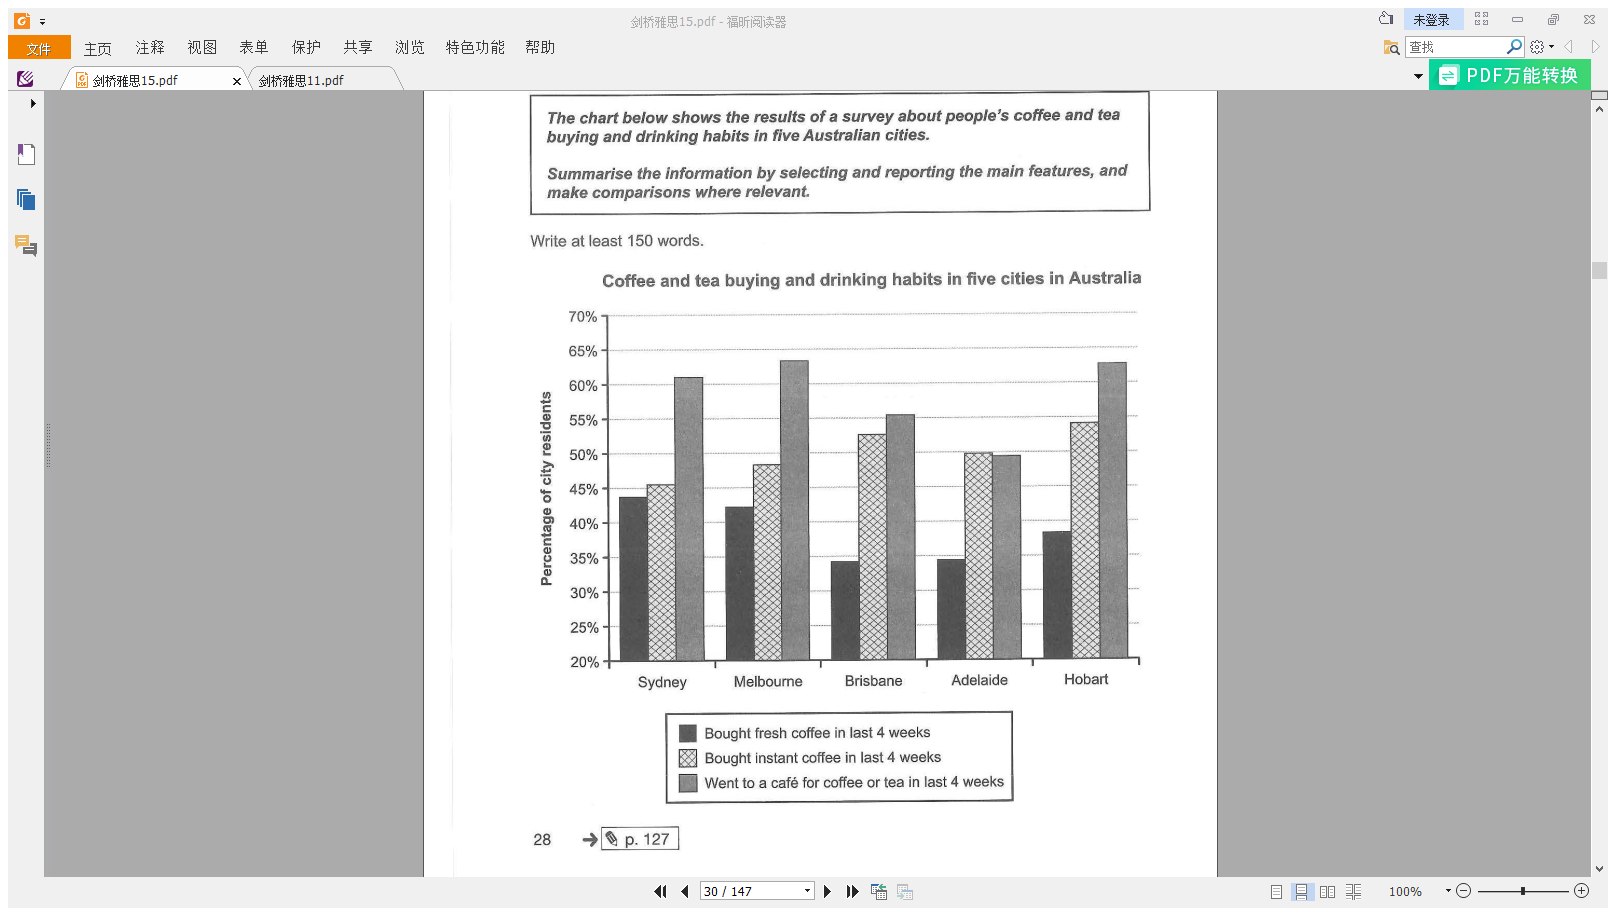 剑桥雅思15.pdf - 福昕阅读器
未登录
文件
主页
注释
视图
表单
保护
共享
浏览
特色功能
帮助
查找
剑桥雅思15.pdf
剑桥雅思11.pdf
PDF万能转换
The chart below shows the results of a survey about people's coffee and tea
buying and drinking habits in five Australian cities.
Summarise the information by selecting and reporting the main features, and
make comparisons where relevant.
Write at least 150 words.
Coffee and tea buying and drinking habits in five cities in Australia
Percentage of city residents
70%
65%
60%
55%
50%
45%
40%
35%
30%
25%
20%
Sydney
Melbourne
Brisbane
Adelaide
Hobart
Bought fresh coffee in last 4 weeks
Bought instant coffee in last 4 weeks
Went to a café for coffee or tea in last 4 weeks
28
p. 127
30 / 147
100%